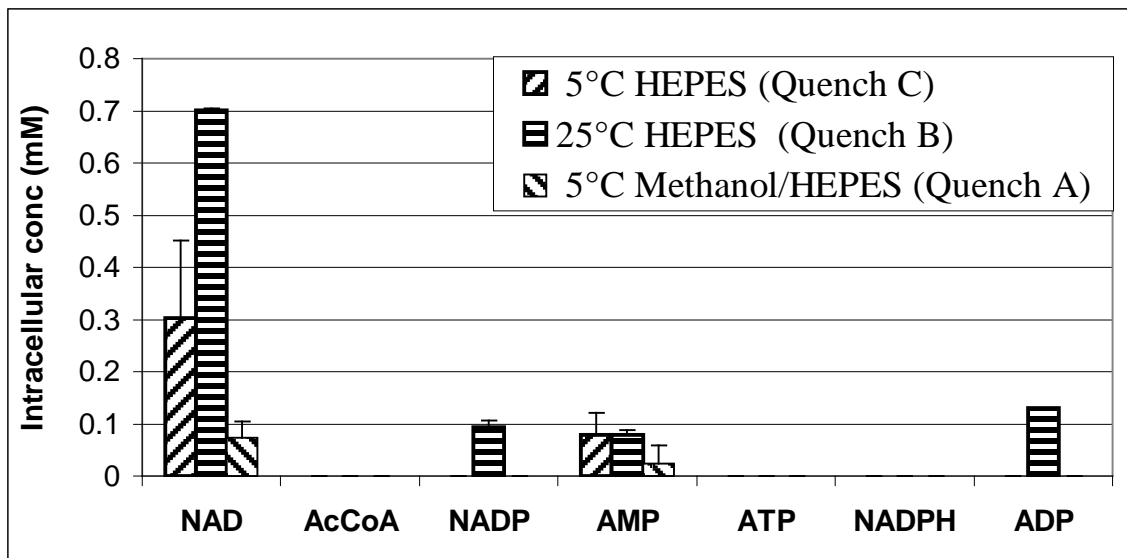 Intracellular conc (mM)
0.8
0.7
0.6
0.5
0.4
0.3
0.2
0.1
0
5°C HEPES (Quench C)
25°C HEPES (Quench B)
5°C Methanol/HEPES (Quench A)
NAD AcCoA NADP AMP ATP NADPH ADP